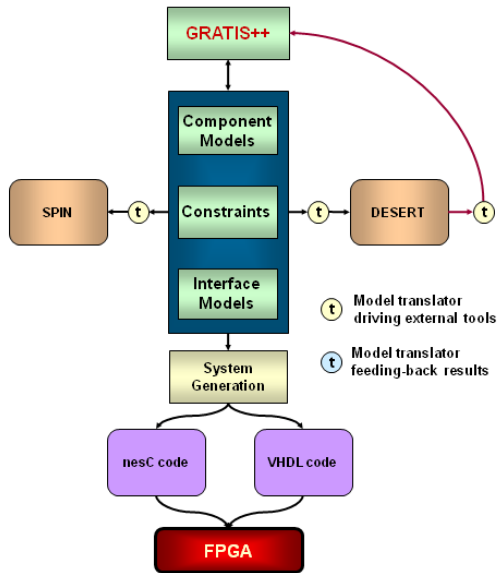 GRATIS++
Component
Models
SPIN
t
Constraints
t
DESERT
t
Interface
Models
t
Model translator
driving external tools
t
Model translator
feeding-back results
System
Generation
nesC code
VHDL code
FPGA